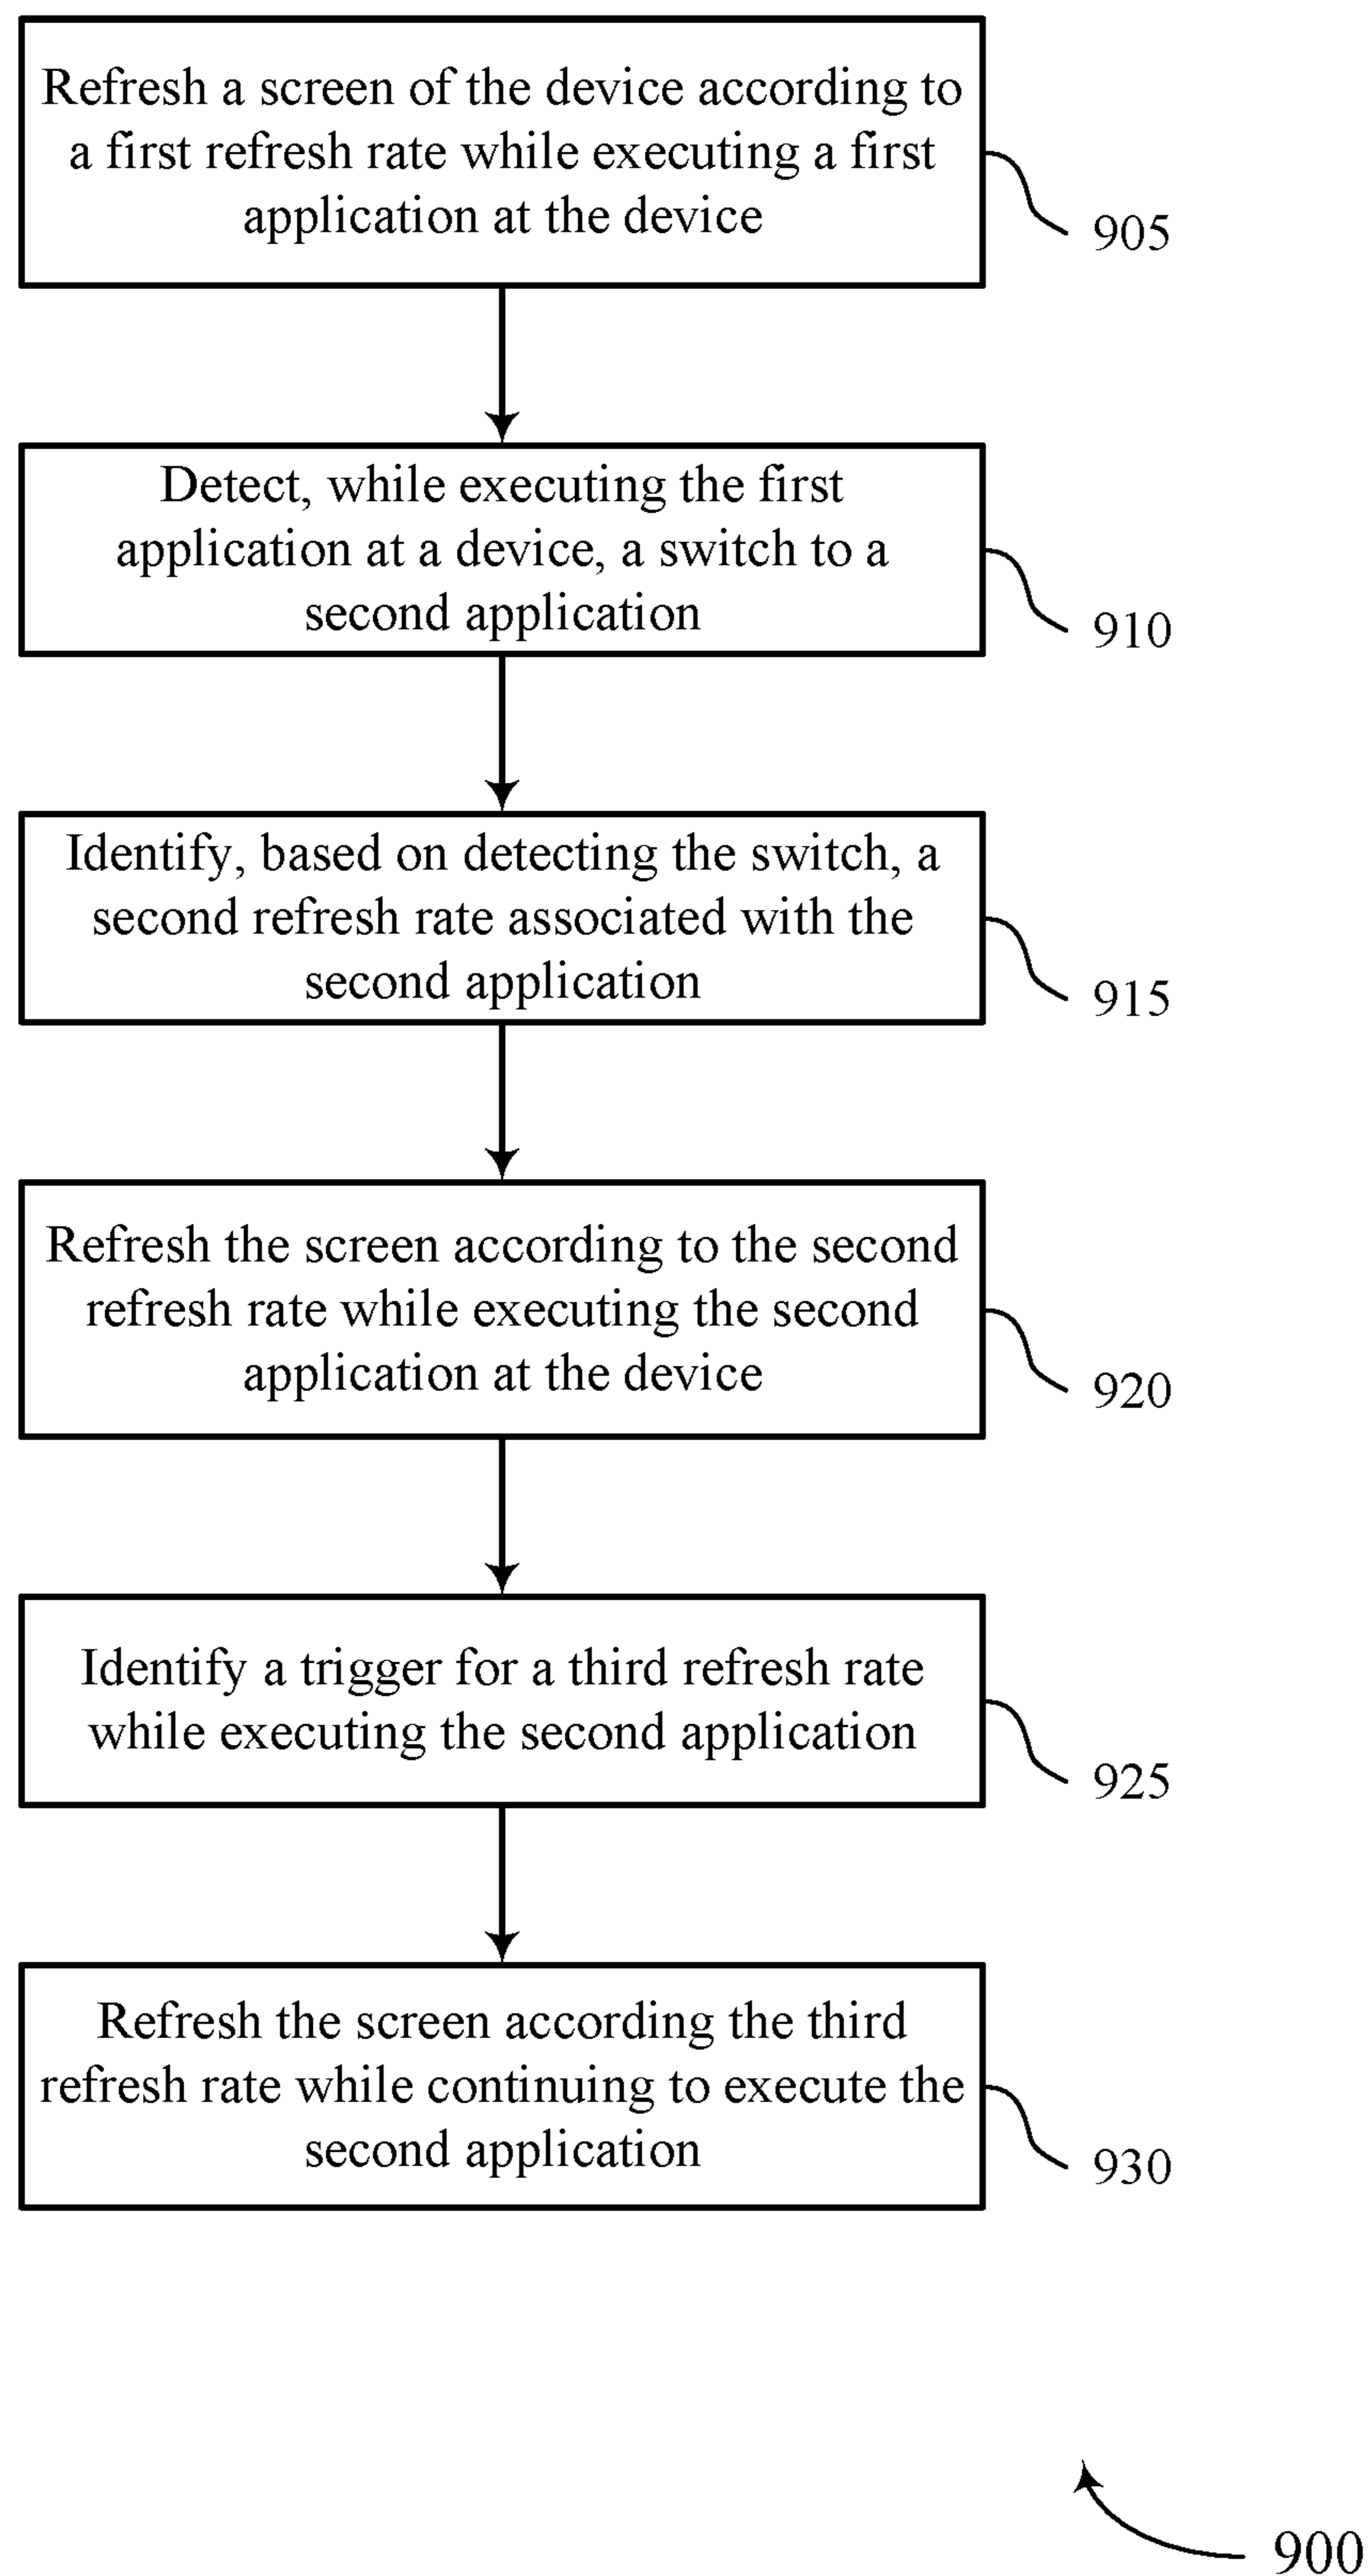 Refresh a screen of the device according to
a first refresh rate while executing a first
application at the device
905
Detect, while executing the first
application at a device, a switch to a
second application
910
Identify, based on detecting the switch, a
second refresh rate associated with the
second application
915
Refresh the screen according to the second
refresh rate while executing the second
application at the device
920
Identify a trigger for a third refresh rate
while executing the second application
925
Refresh the screen according the third
refresh rate while continuing to execute the
second application
930
900